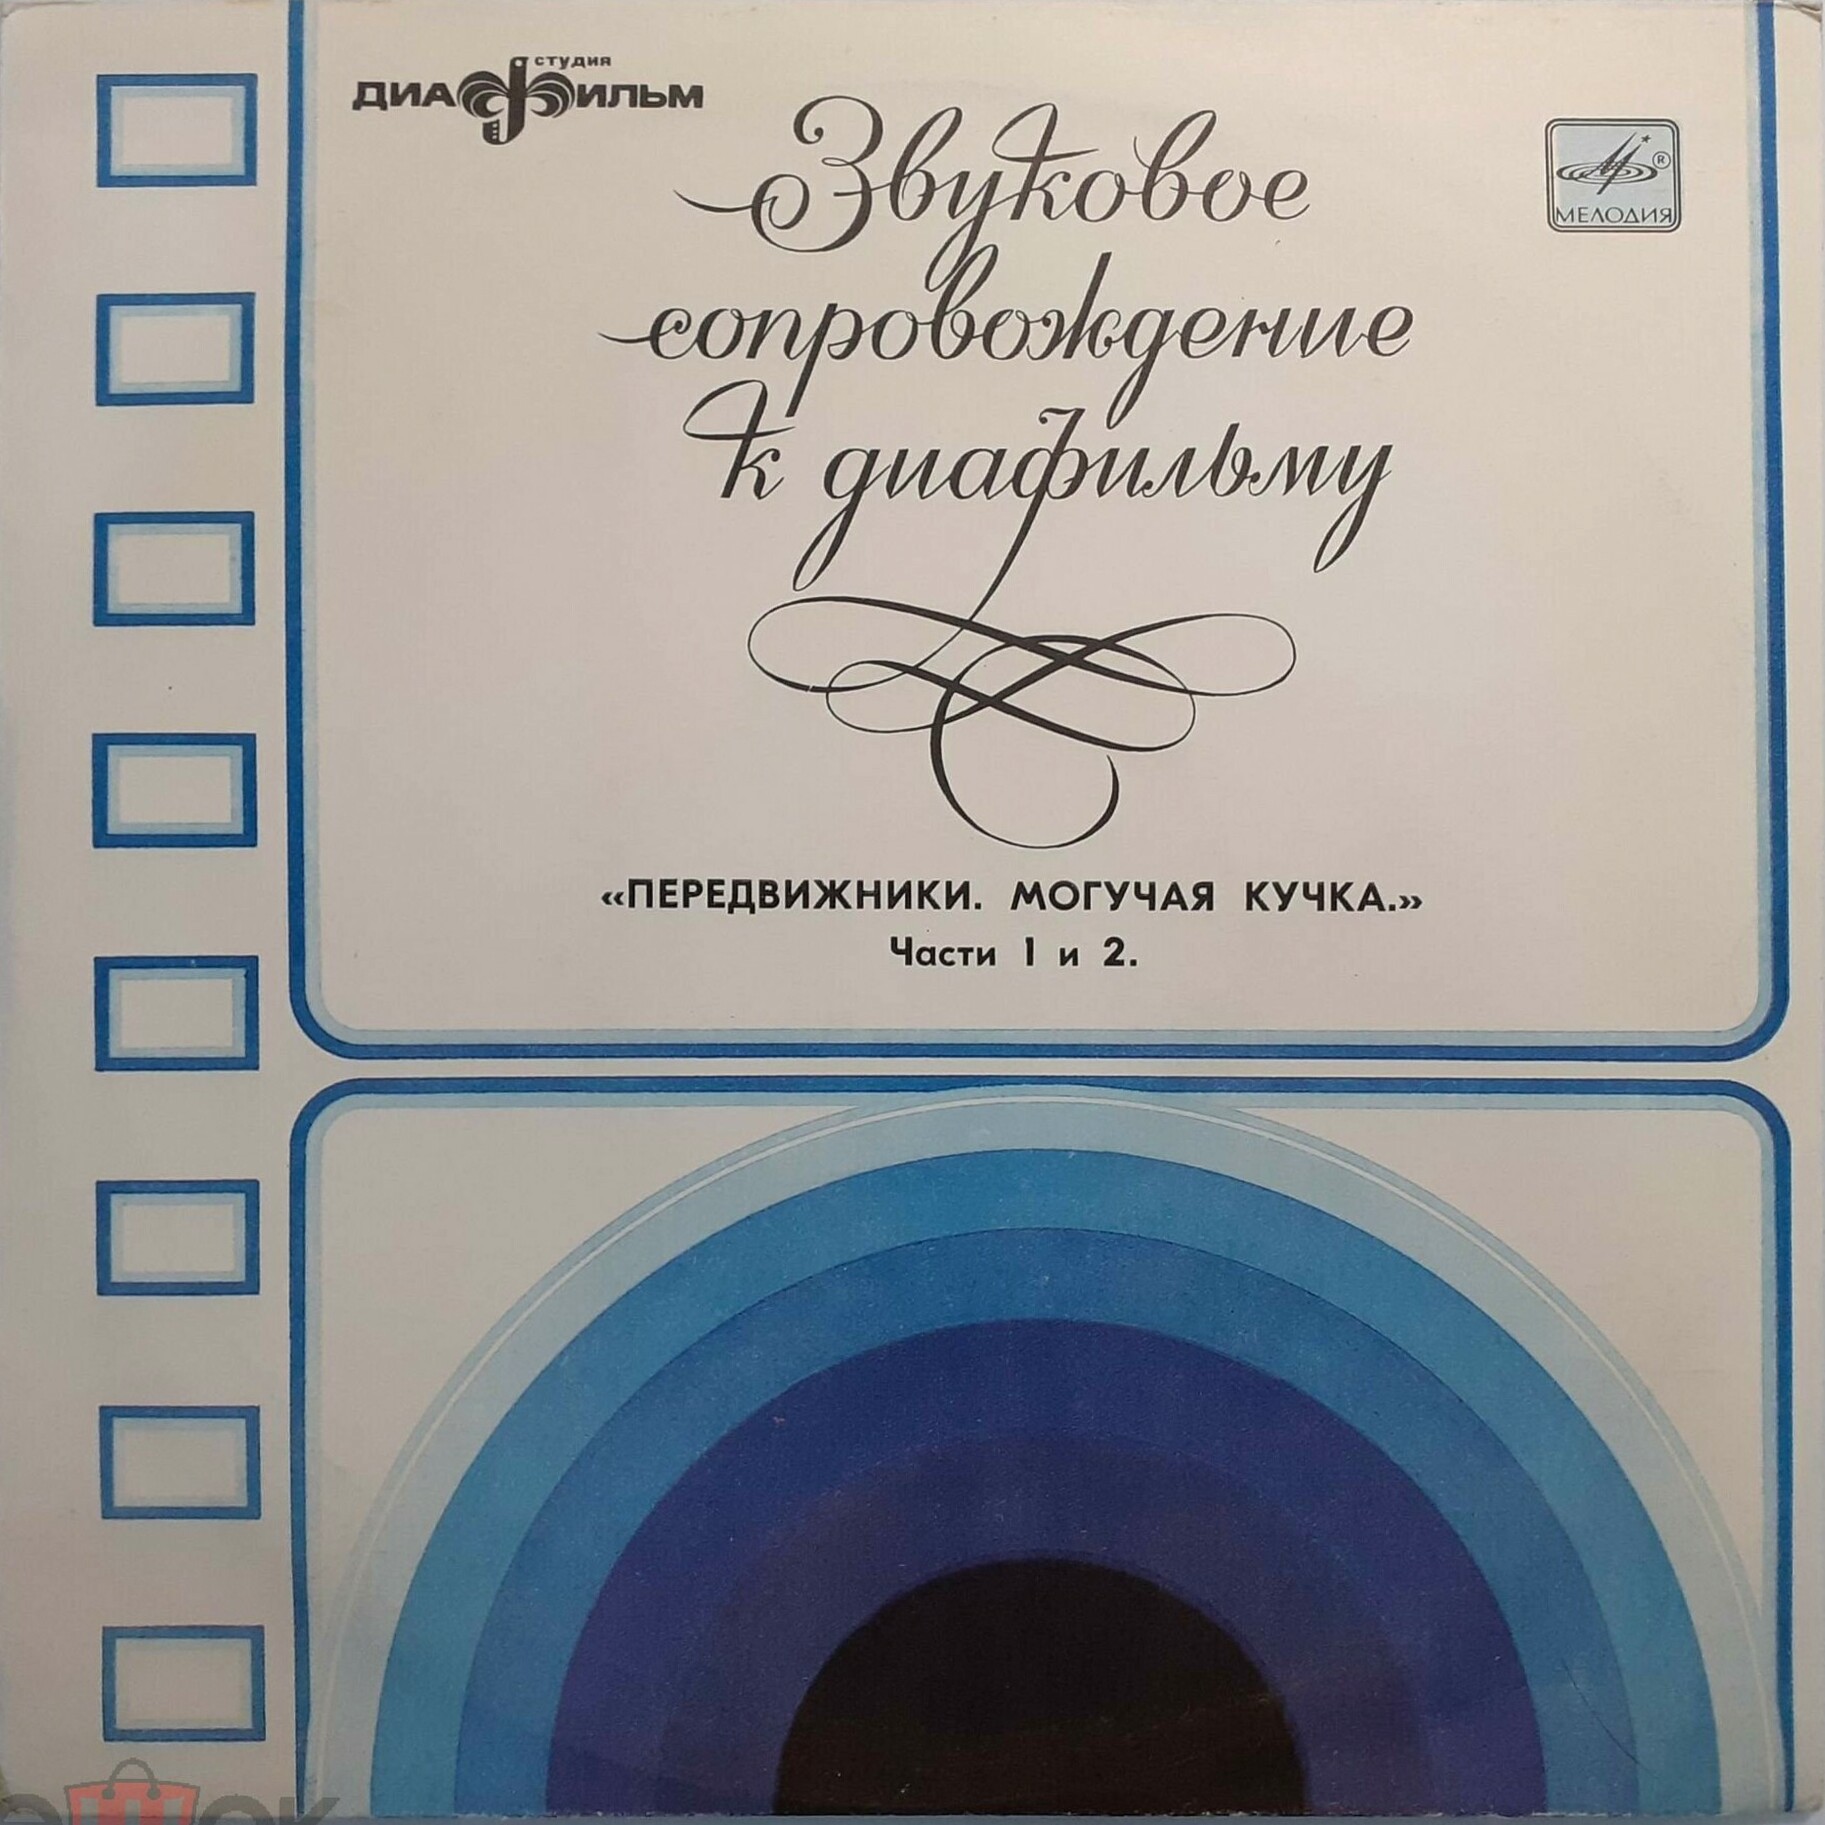 студия
ДИАФИЛЬМ
Звуковое
сопровождение
к диафильму
МЕЛОДИЯ
®
«ПЕРЕДВИЖНИКИ. МОГУЧАЯ КУЧКА.»
Части 1 и 2.